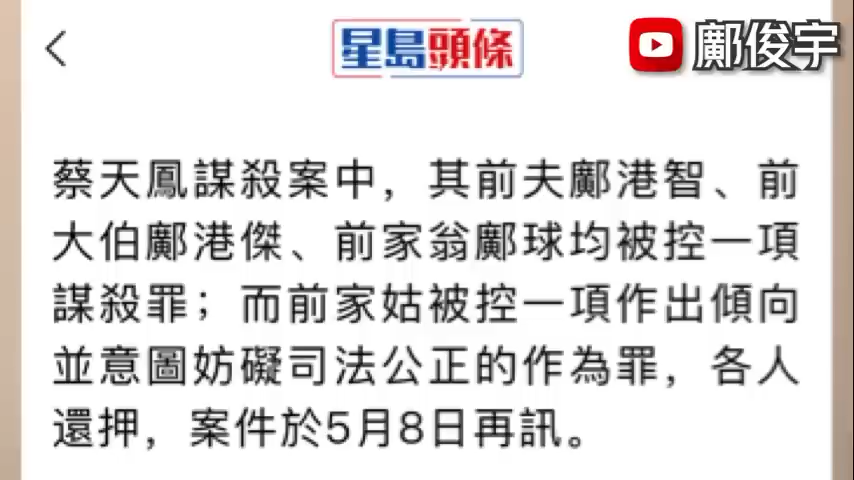 星島頭條
鄺俊宇
蔡天鳳謀殺案中，其前夫鄺港智、前
大伯鄺港傑、前家翁鄺球均被控一項
謀殺罪；而前家姑被控一項作出傾向
並意圖妨礙司法公正的作為罪，各人
還押，案件於5月8日再訊。